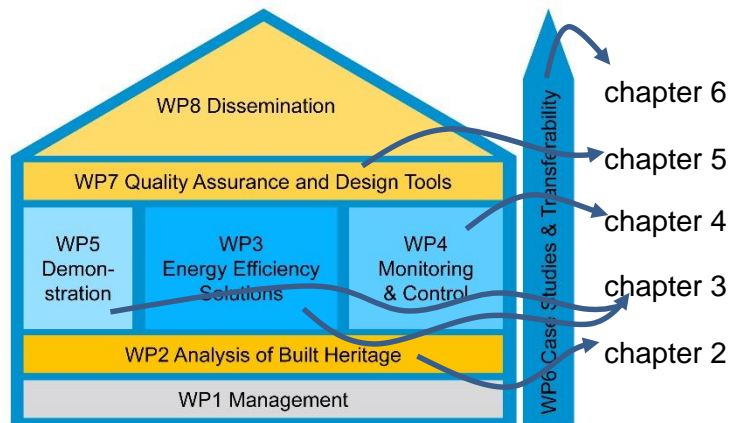 WP8 Dissemination
WP7 Quality Assurance and Design Tools
WP5
Demon-
stration
WP3
Energy Efficiency
Solutions
WP4
Monitoring
& Control
WP2 Analysis of Built Heritage
WP1 Management
WP6 Case Studies & Transferability
chapter 6
chapter 5
chapter 4
chapter 3
chapter 2